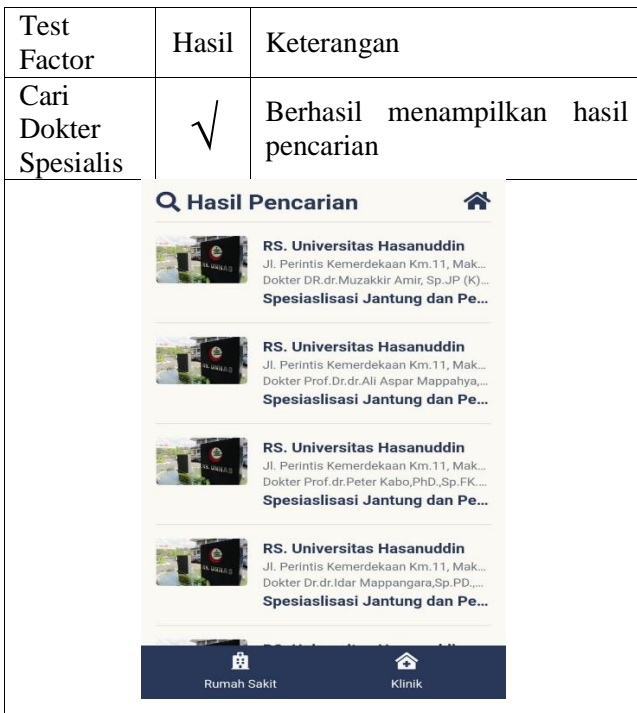 Test Factor
Hasil
Keterangan
Cari Dokter Spesialis
√
Berhasil menampilkan hasil
pencarian
Hasil Pencarian
RS. Universitas Hasanuddin
Jl. Perintis Kemerdekaan Km.11, Mak...
Dokter DR.dr.Muzakkir Amir, Sp.JP (K)...
Spesiaslisasi Jantung dan Pe...
RS. Universitas Hasanuddin
Jl. Perintis Kemerdekaan Km.11, Mak...
Dokter Prof.Dr.dr.Ali Aspar Mappahya,...
Spesiaslisasi Jantung dan Pe...
RS. Universitas Hasanuddin
Jl. Perintis Kemerdekaan Km.11, Mak...
Dokter Prof.dr.Peter Kabo,PhD.,Sp.FK....
Spesiaslisasi Jantung dan Pe...
RS. Universitas Hasanuddin
Jl. Perintis Kemerdekaan Km.11, Mak...
Dokter Dr.dr.Idar Mappangara,Sp.PD.,...
Spesiaslisasi Jantung dan Pe...
Rumah Sakit
Klinik